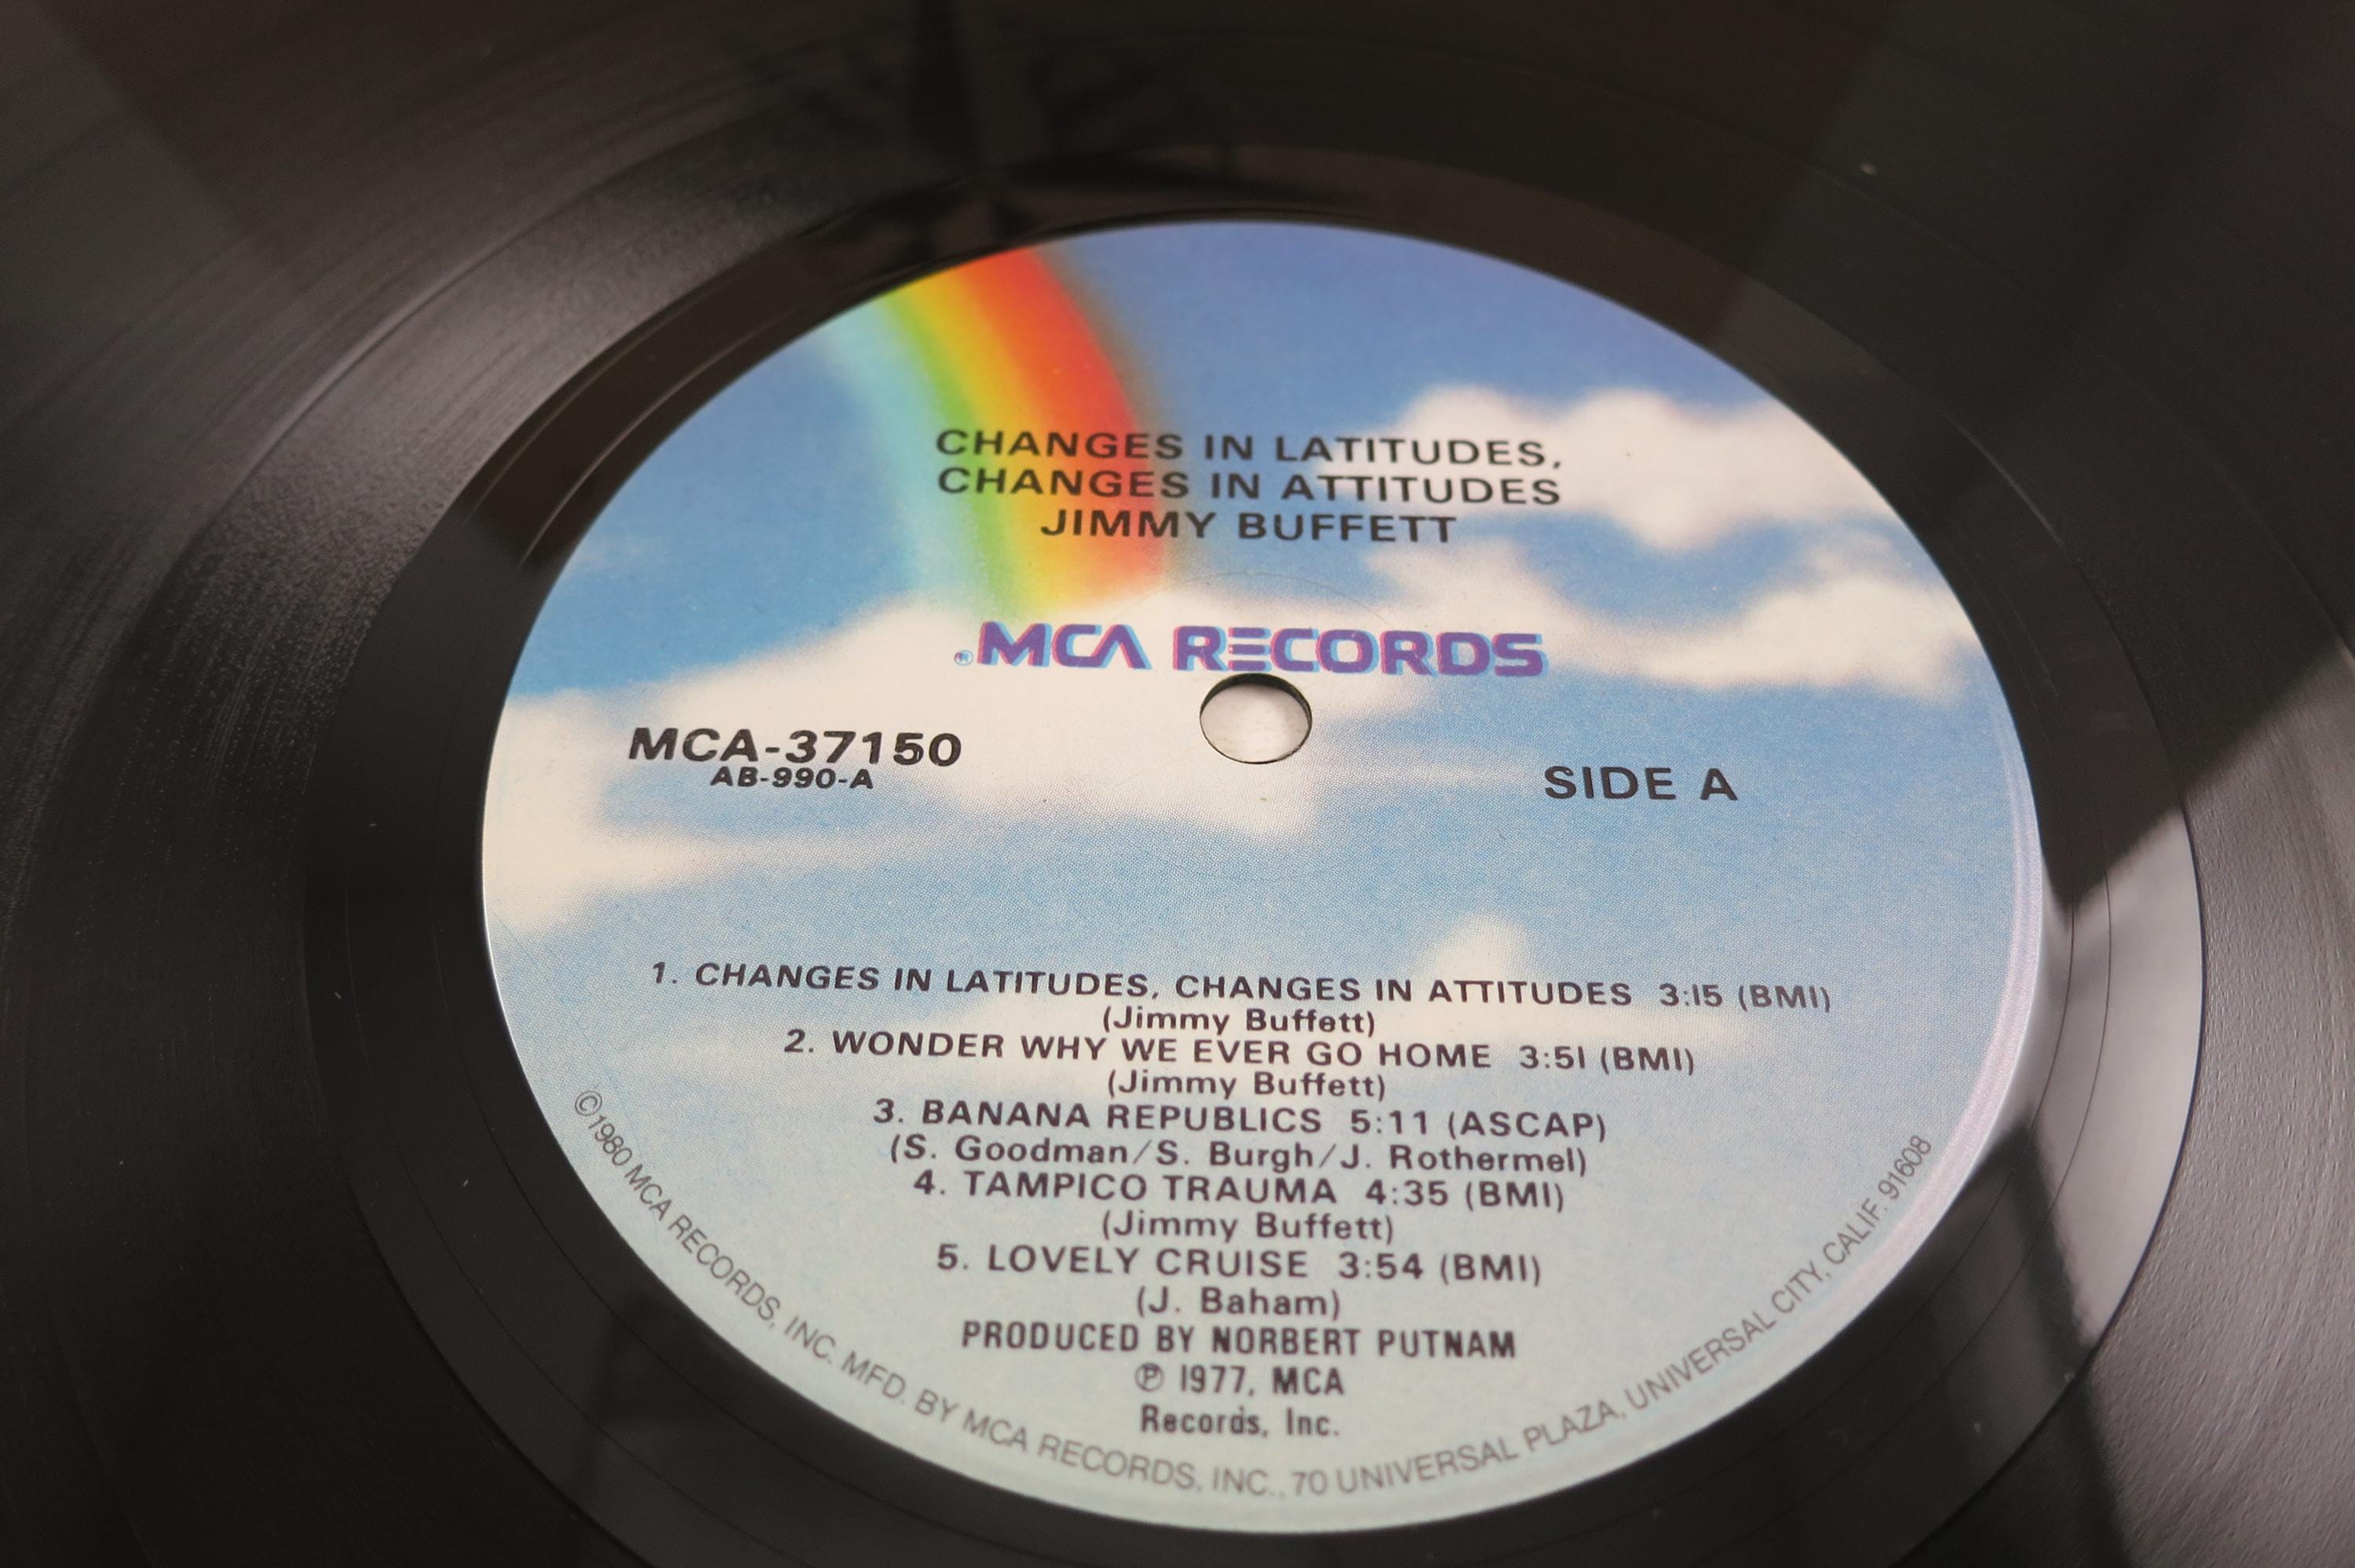 CHANGES IN LATITUDES,
CHANGES IN ATTITUDES
JIMMY BUFFETT
® MCA RECORDS
MCA-37150
AB-990-A
SIDE A
1. CHANGES IN LATITUDES, CHANGES IN ATTITUDES 3:15 (BMI)
(Jimmy Buffett)
2. WONDER WHY WE EVER GO HOME 3:51 (BMI)
(Jimmy Buffett)
3. BANANA REPUBLICS 5:11 (ASCAP)
(S. Goodman/S. Burgh/J. Rothermel)
4. TAMPICO TRAUMA 4:35 (BMI)
(Jimmy Buffett)
5. LOVELY CRUISE 3:54 (BMI)
(J. Baham)
PRODUCED BY NORBERT PUTNAM
℗ 1977, MCA
Records, Inc.
©1980 MCA RECORDS, INC. MFD. BY MCA RECORDS, INC., 70 UNIVERSAL PLAZA, UNIVERSAL CITY, CALIF. 91608